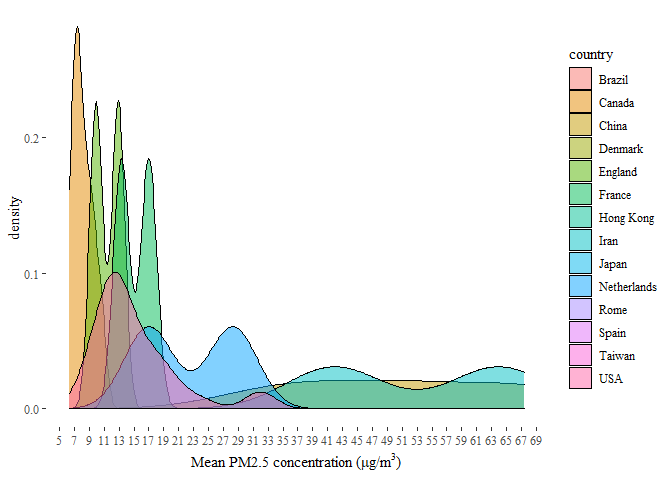 country
Brazil
Canada
China
Denmark
England
France
Hong Kong
Iran
Japan
Netherlands
Rome
Spain
Taiwan
USA
density
0.2
0.1
0.0
5 7 9 11 13 15 17 19 21 23 25 27 29 31 33 35 37 39 41 43 45 47 49 51 53 55 57 59 61 63 65 67 69
Mean PM2.5 concentration (μg/m³)